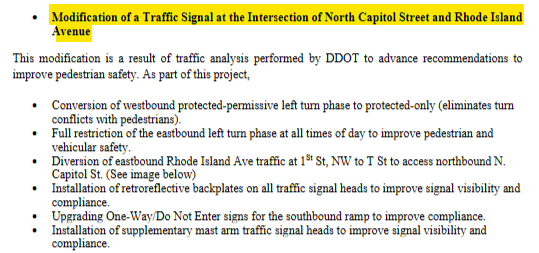 • Modification of a Traffic Signal at the Intersection of North Capitol Street and Rhode Island
Avenue
This modification is a result of traffic analysis performed by DDOT to advance recommendations to
improve pedestrian safety. As part of this project,
• Conversion of westbound protected-permissive left turn phase to protected-only (eliminates turn
conflicts with pedestrians).
• Full restriction of the eastbound left turn phase at all times of day to improve pedestrian and
vehicular safety.
• Diversion of eastbound Rhode Island Ave traffic at 1St St, NW to T St to access northbound N.
Capitol St. (See image below)
• Installation of retroreflective backplates on all traffic signal heads to improve signal visibility and
compliance.
• Upgrading One-Way/Do Not Enter signs for the southbound ramp to improve compliance.
• Installation of supplementary mast arm traffic signal heads to improve signal visibility and
compliance.